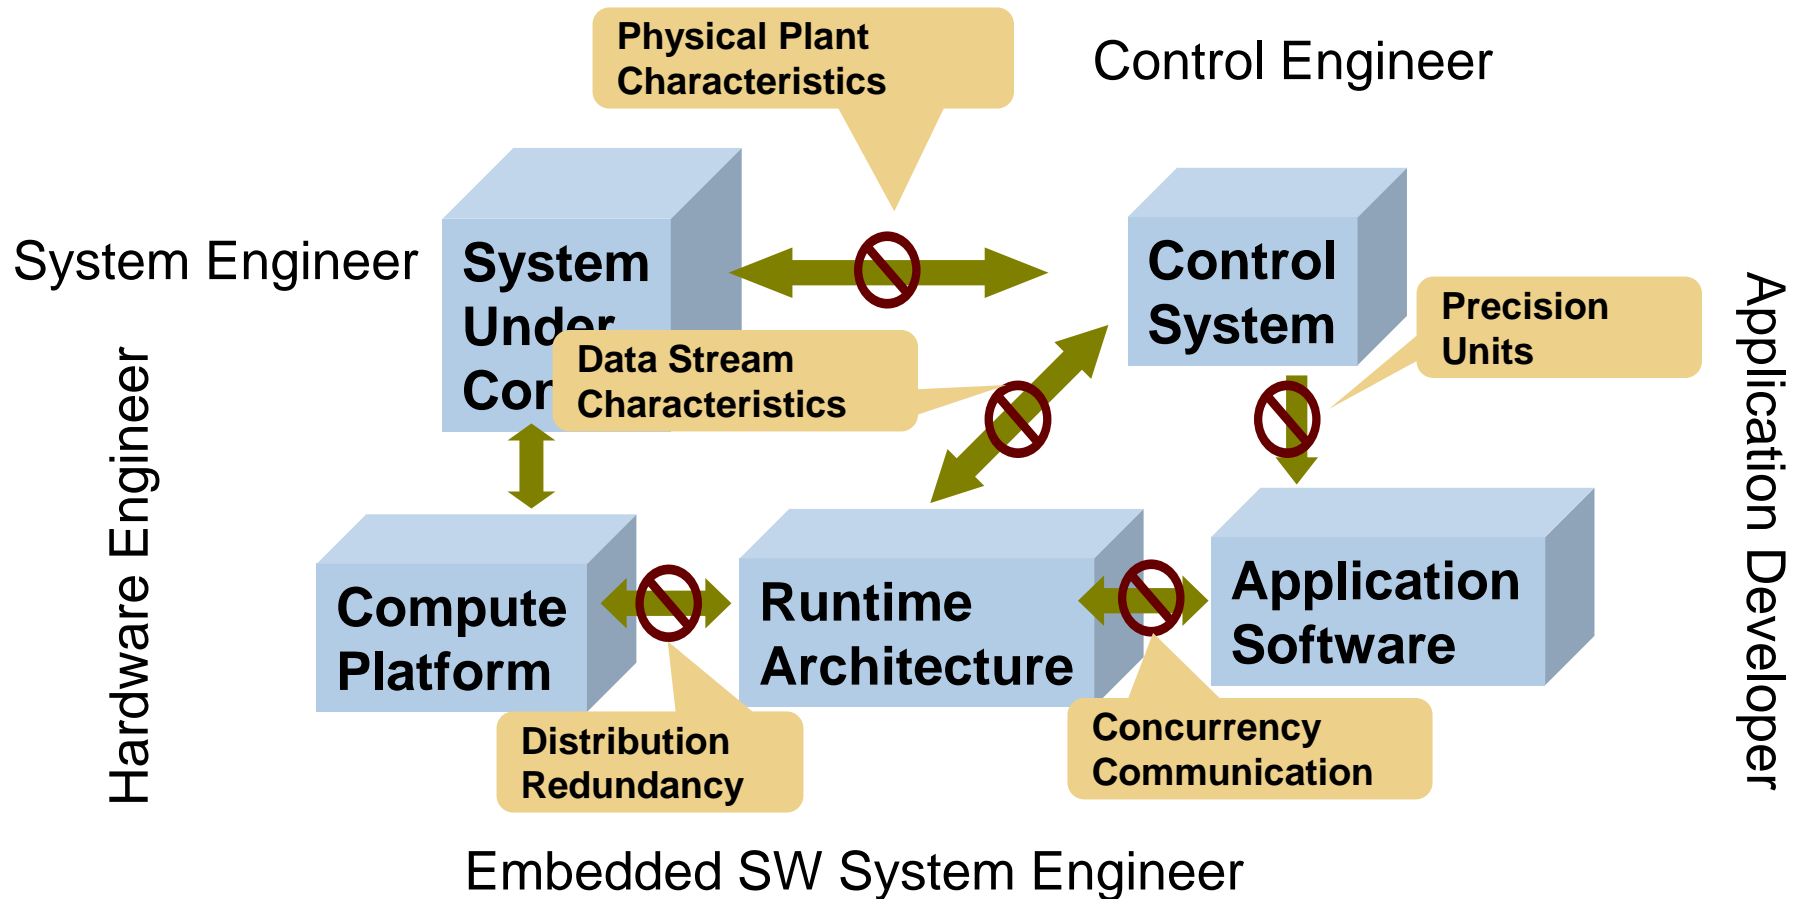 Physical Plant
Characteristics
Control Engineer
System Engineer
System
Under
Con
Control
System
Precision
Units
Data Stream
Characteristics
Hardware Engineer
Application Developer
Compute
Platform
Runtime
Architecture
Application
Software
Distribution
Redundancy
Concurrency
Communication
Embedded SW System Engineer